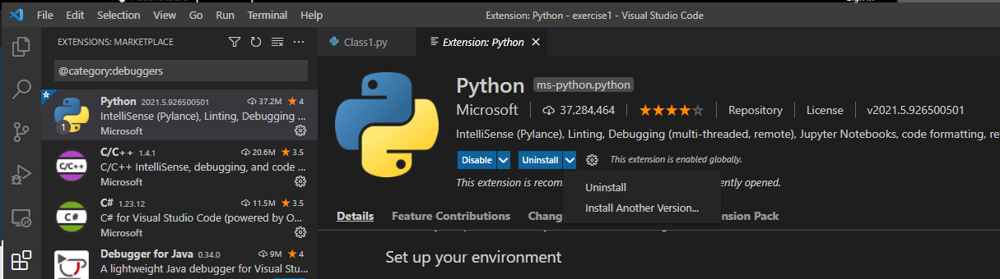 File Edit Selection View Go Run Terminal Help Extension: Python - exercise1 - Visual Studio Code
EXTENSIONS: MARKETPLACE
@category:debuggers
Python 2021.5.926500501 37.2M 4
IntelliSense (Pylance), Linting, Debugging ...
Microsoft
1
C/C++ 1.4.1 20.6M 3.5
C/C++ IntelliSense, debugging, and code ...
Microsoft
C/C++
C# 1.23.12 11.5M 3.5
C# for Visual Studio Code (powered by O...
Microsoft
C#
Debugger for Java 0.34.0 9M 4
A lightweight Java debugger for Visual Stu...
Class1.py Extension: Python
Python ms-python.python
Microsoft 37,284,464 Repository License v2021.5.926500501
IntelliSense (Pylance), Linting, Debugging (multi-threaded, remote), Jupyter Notebooks, code formatting, re
Disable Uninstall This extension is enabled globally.
This extension is recom ently opened.
Uninstall
Install Another Version...
Details Feature Contributions Chang nsion Pack
Set up your environment